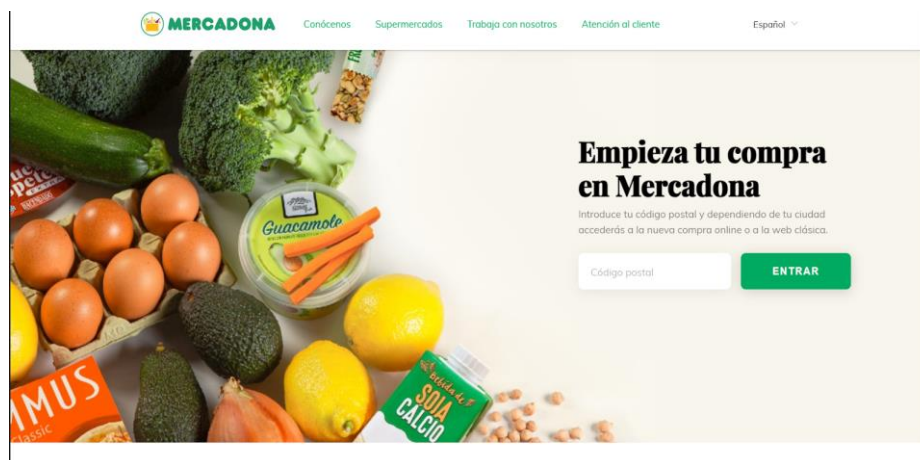 MERCADONA
Conócenos
Supermercados
Trabaja con nosotros
Atención al cliente
Español
Empieza tu compra
en Mercadona
Introduce tu código postal y dependiendo de tu ciudad
accederás a la nueva compra online o a la web clásica.
Código postal
ENTRAR
Guacamole
Bebida de
SOJA
CALCIO
MUS
Classic